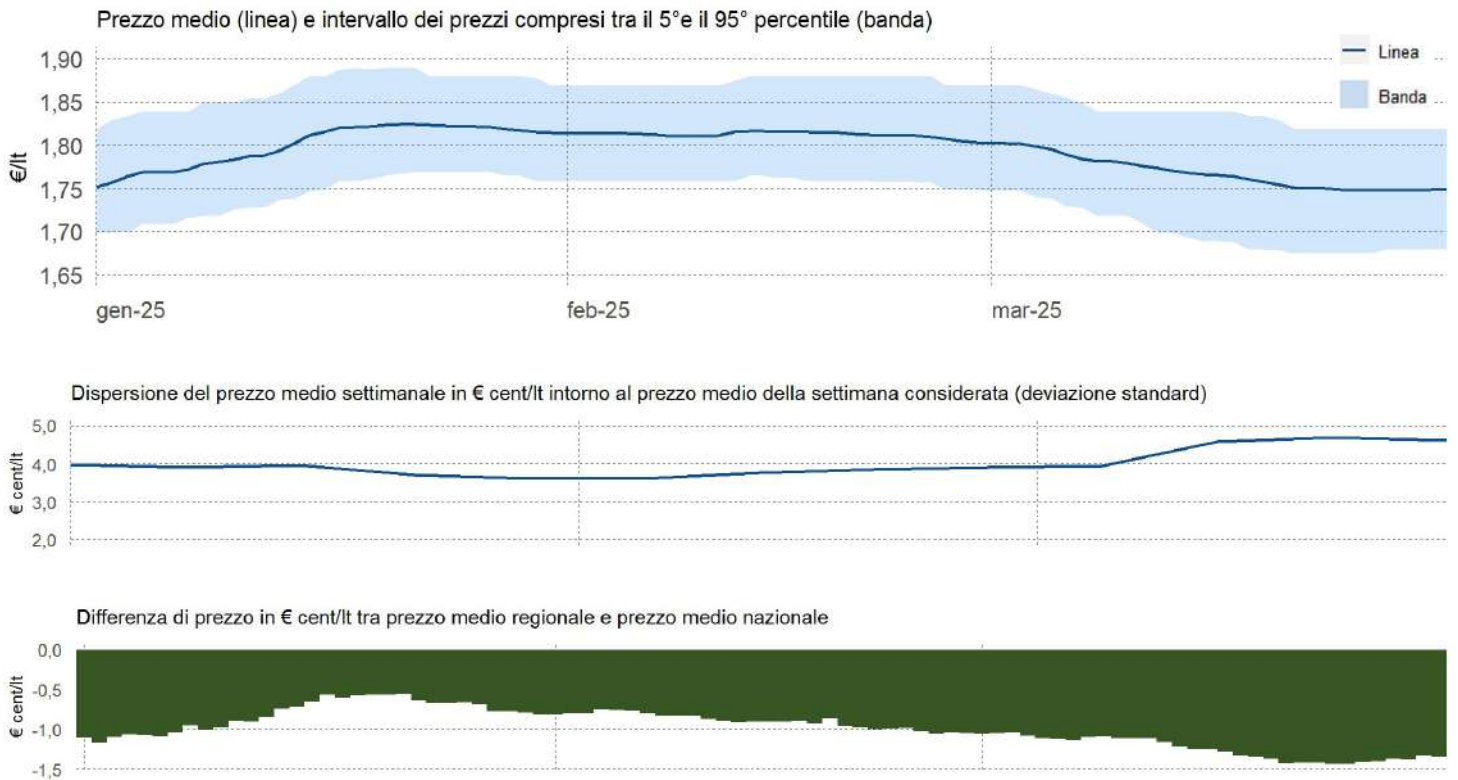 Prezzo medio (linea) e intervallo dei prezzi compresi tra il 5°e il 95° percentile (banda)
Linea
Banda
€/lt
1,90
1,85
1,80
1,75
1,70
1,65
gen-25 feb-25 mar-25
Dispersione del prezzo medio settimanale in € cent/lt intorno al prezzo medio della settimana considerata (deviazione standard)
€ cent/lt
5,0
4,0
3,0
2,0
Differenza di prezzo in € cent/lt tra prezzo medio regionale e prezzo medio nazionale
€ cent/lt
0,0
-0,5
-1,0
-1,5